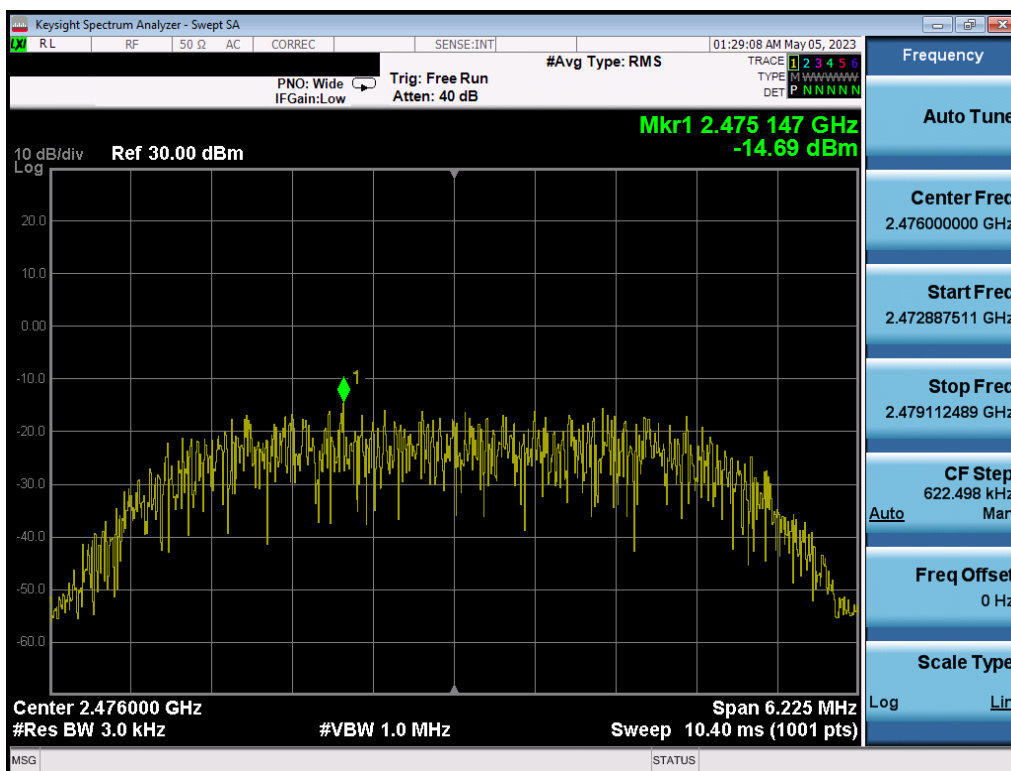 Keysight Spectrum Analyzer - Swept SA
LXI RL RF 50 Ω AC CORREC SENSE:INT 01:29:08 AM May 05, 2023
#Avg Type: RMS
TRACE 1 2 3 4 5 6
TYPE M WWWWW
DET P N N N N N
PNO: Wide
IFGain:Low
Trig: Free Run
Atten: 40 dB
Mkr1 2.475 147 GHz
-14.69 dBm
10 dB/div
Log
Ref 30.00 dBm
20.0
10.0
0.00
-10.0
-20.0
-30.0
-40.0
-50.0
-60.0
1
Center 2.476000 GHz
Span 6.225 MHz
#Res BW 3.0 kHz
#VBW 1.0 MHz
Sweep 10.40 ms (1001 pts)
MSG
STATUS
Frequency
Auto Tune
Center Freq
2.476000000 GHz
Start Freq
2.472887511 GHz
Stop Freq
2.479112489 GHz
CF Step
622.498 kHz
Auto Man
Freq Offset
0 Hz
Scale Type
Log Lin